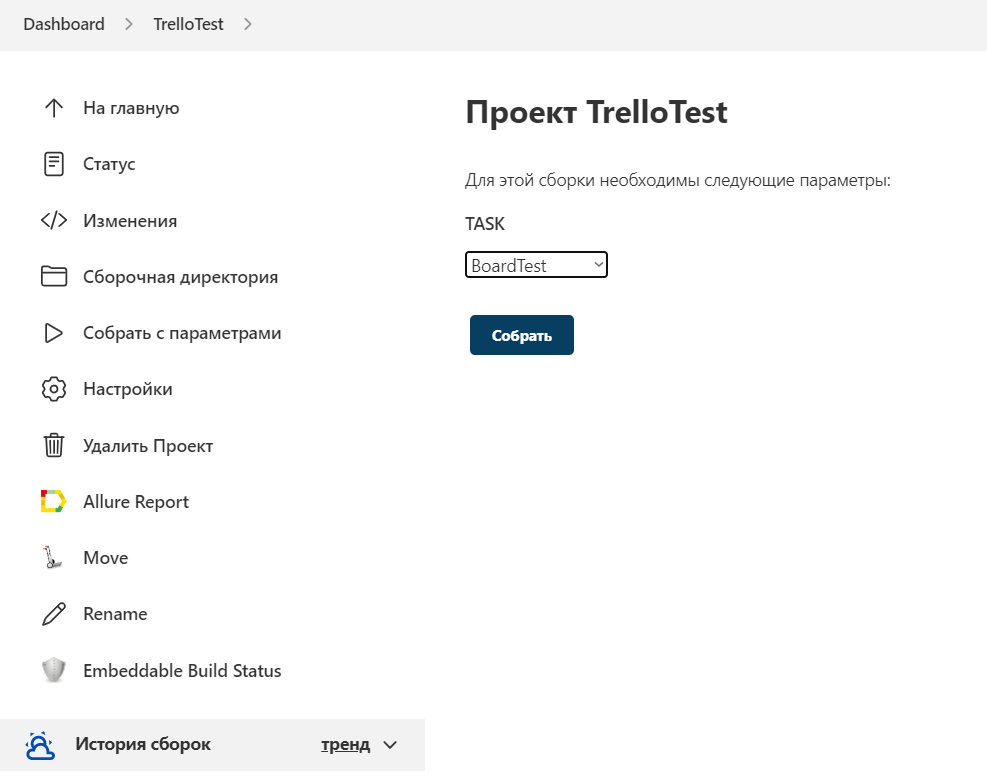 Dashboard TrelloTest
На главную
Статус
Изменения
Сборочная директория
Собрать с параметрами
Настройки
Удалить Проект
Allure Report
Move
Rename
Embeddable Build Status
История сборок тренд
Проект TrelloTest
Для этой сборки необходимы следующие параметры:
TASK
BoardTest
Собрать